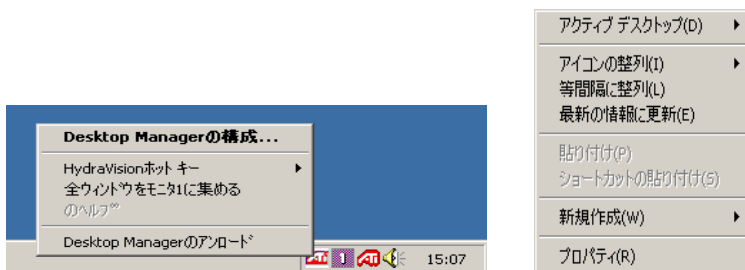 Desktop Managerの構成...
HydraVisionホット キー
全ウィンドウをモニタ1に集める
のヘルプ
Desktop Managerのアンロード
ATI 1 ATI 15:07
アクティブ デスクトップ(D)
アイコンの整列(I)
等間隔に整列(L)
最新の情報に更新(E)
貼り付け(P)
ショートカットの貼り付け(S)
新規作成(W)
プロパティ(R)